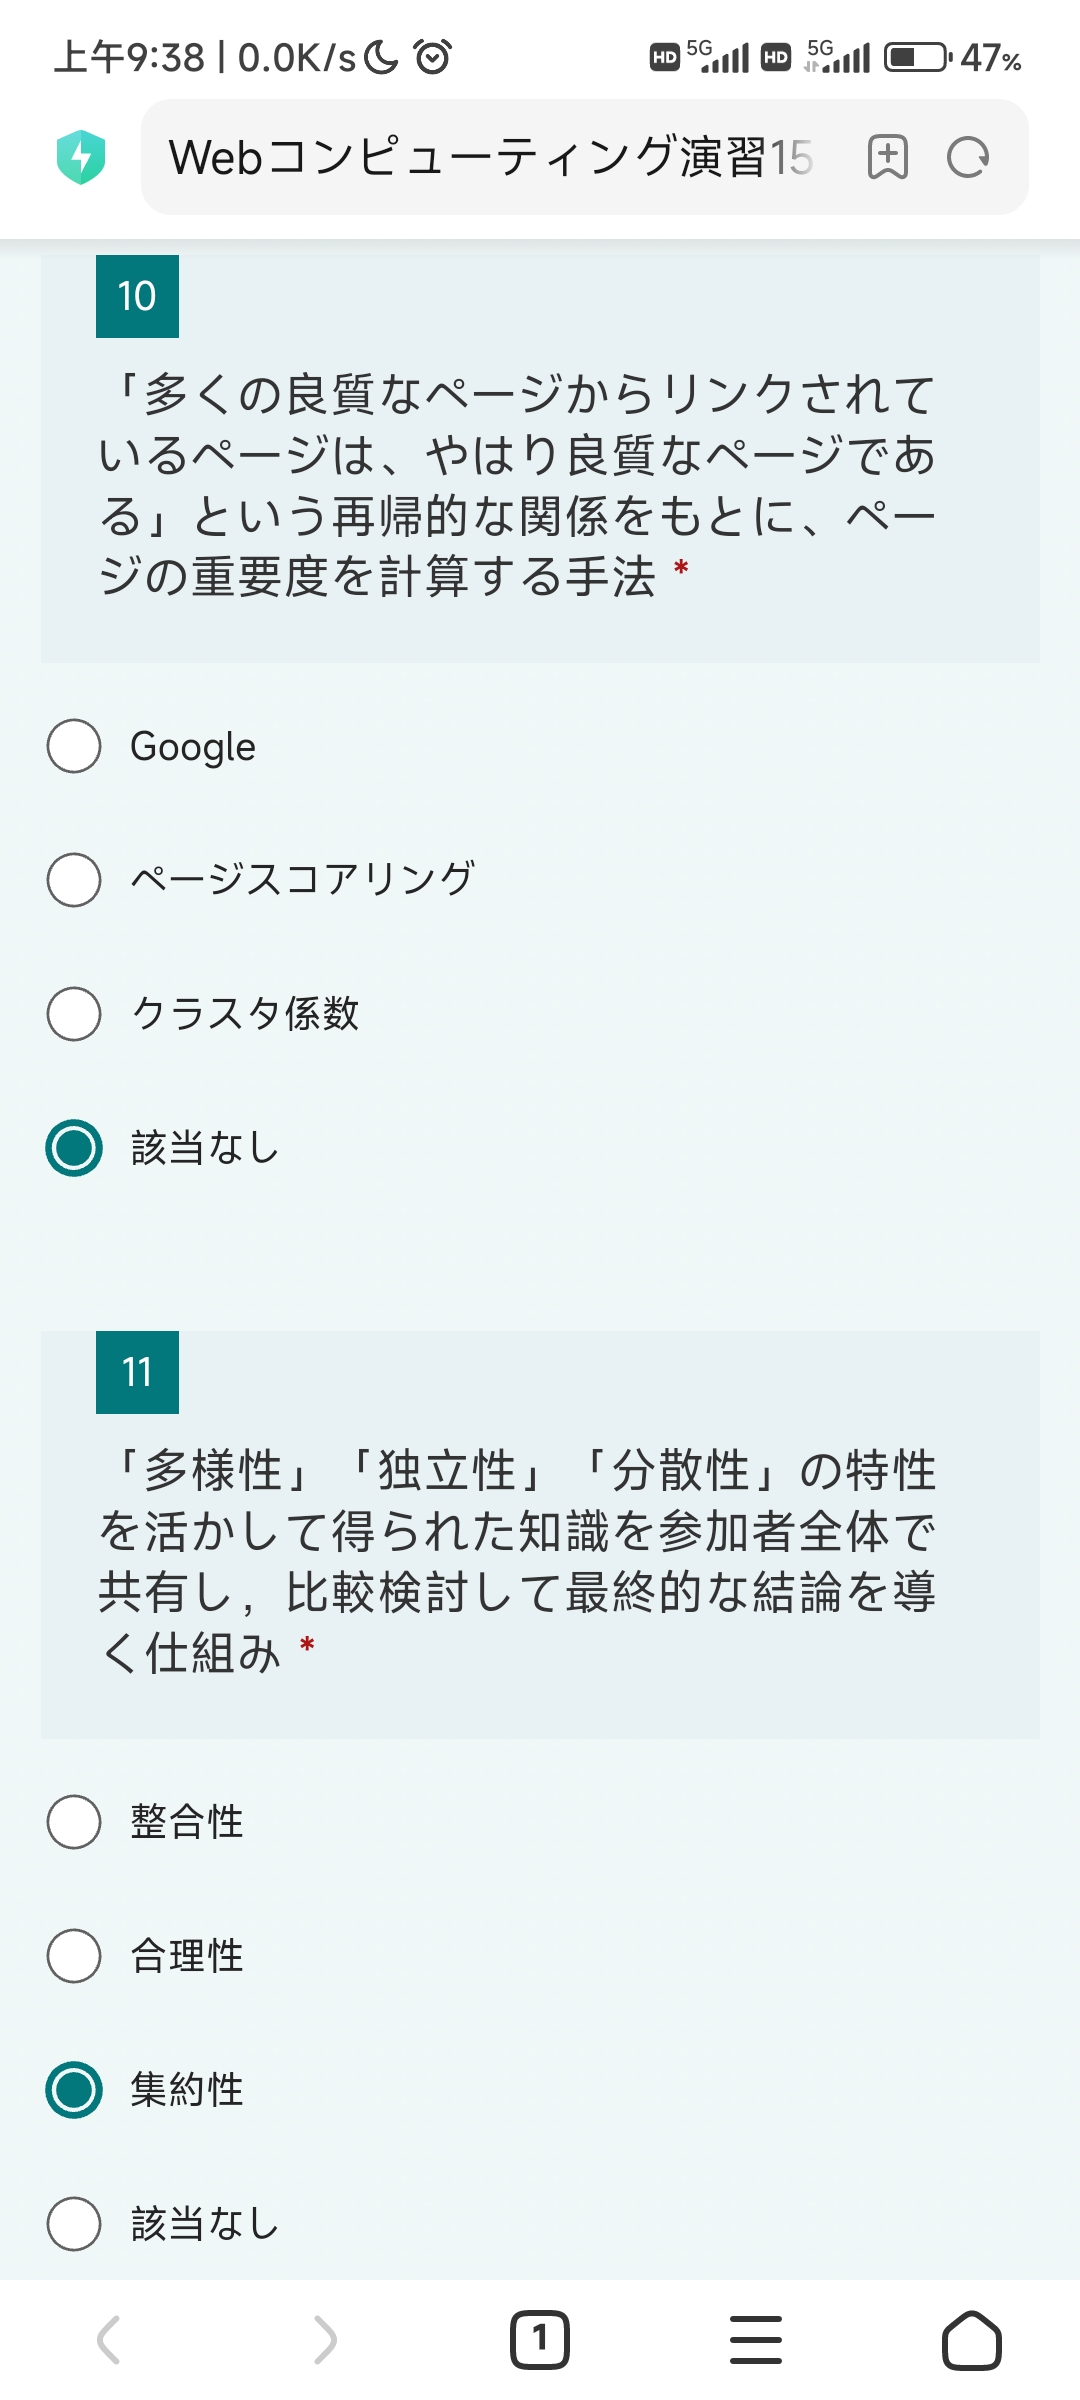 上午9:38 | 0.0K/s
HD 5G HD 5G 47%
Webコンピューティング演習15
10
「多くの良質なページからリンクされて
いるページは、やはり良質なページであ
る」という再帰的な関係をもとに、ペー
ジの重要度を計算する手法 *
Google
ページスコアリング
クラスタ係数
該当なし
11
「多様性」「独立性」「分散性」の特性
を活かして得られた知識を参加者全体で
共有し，比較検討して最終的な結論を導
く仕組み *
整合性
合理性
集約性
該当なし
1